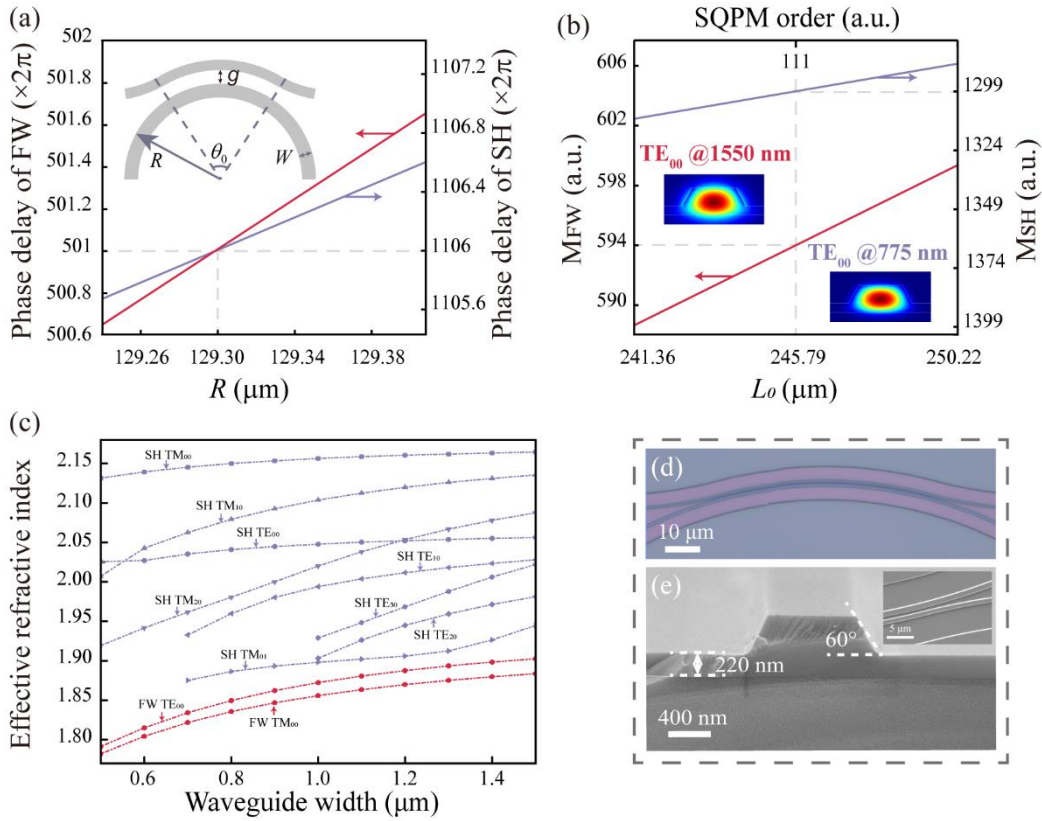 (a)
Phase delay of FW (×2π)
502
501.8
501.6
501.4
501.2
501
500.8
500.6
g
R
θ₀
W
1107.2
1106.8
1106.4
1106
1105.6
Phase delay of SH (×2π)
129.26 129.30 129.34 129.38
R (μm)
(b)
SQPM order (a.u.)
111
M_FW (a.u.)
606
602
598
594
590
TE₀₀ @1550 nm
TE₀₀ @775 nm
1299
1324
1349
1374
1399
M_SH (a.u.)
241.36 245.79 250.22
L₀ (μm)
(c)
Effective refractive index
2.15
2.10
2.05
2.00
1.95
1.90
1.85
1.80
SH TM₀₀
SH TM₁₀
SH TE₀₀
SH TE₁₀
SH TM₂₀
SH TE₃₀
SH TE₂₀
SH TM₀₁
FW TE₀₀
FW TM₀₀
0.6 0.8 1.0 1.2 1.4
Waveguide width (μm)
(d)
10 μm
(e)
5 μm
60°
220 nm
400 nm